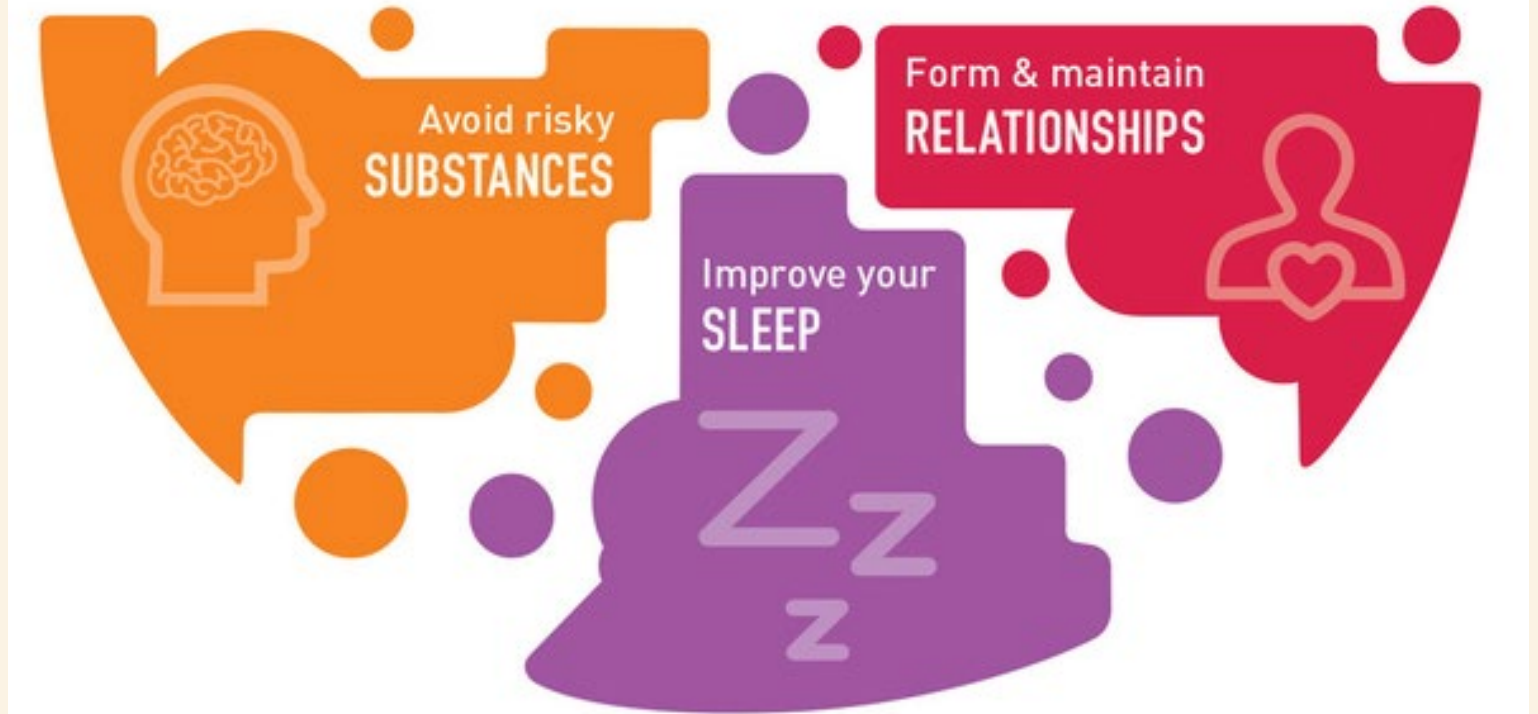 Avoid risky
SUBSTANCES
Form & maintain
RELATIONSHIPS
Improve your
SLEEP
Z
z
z